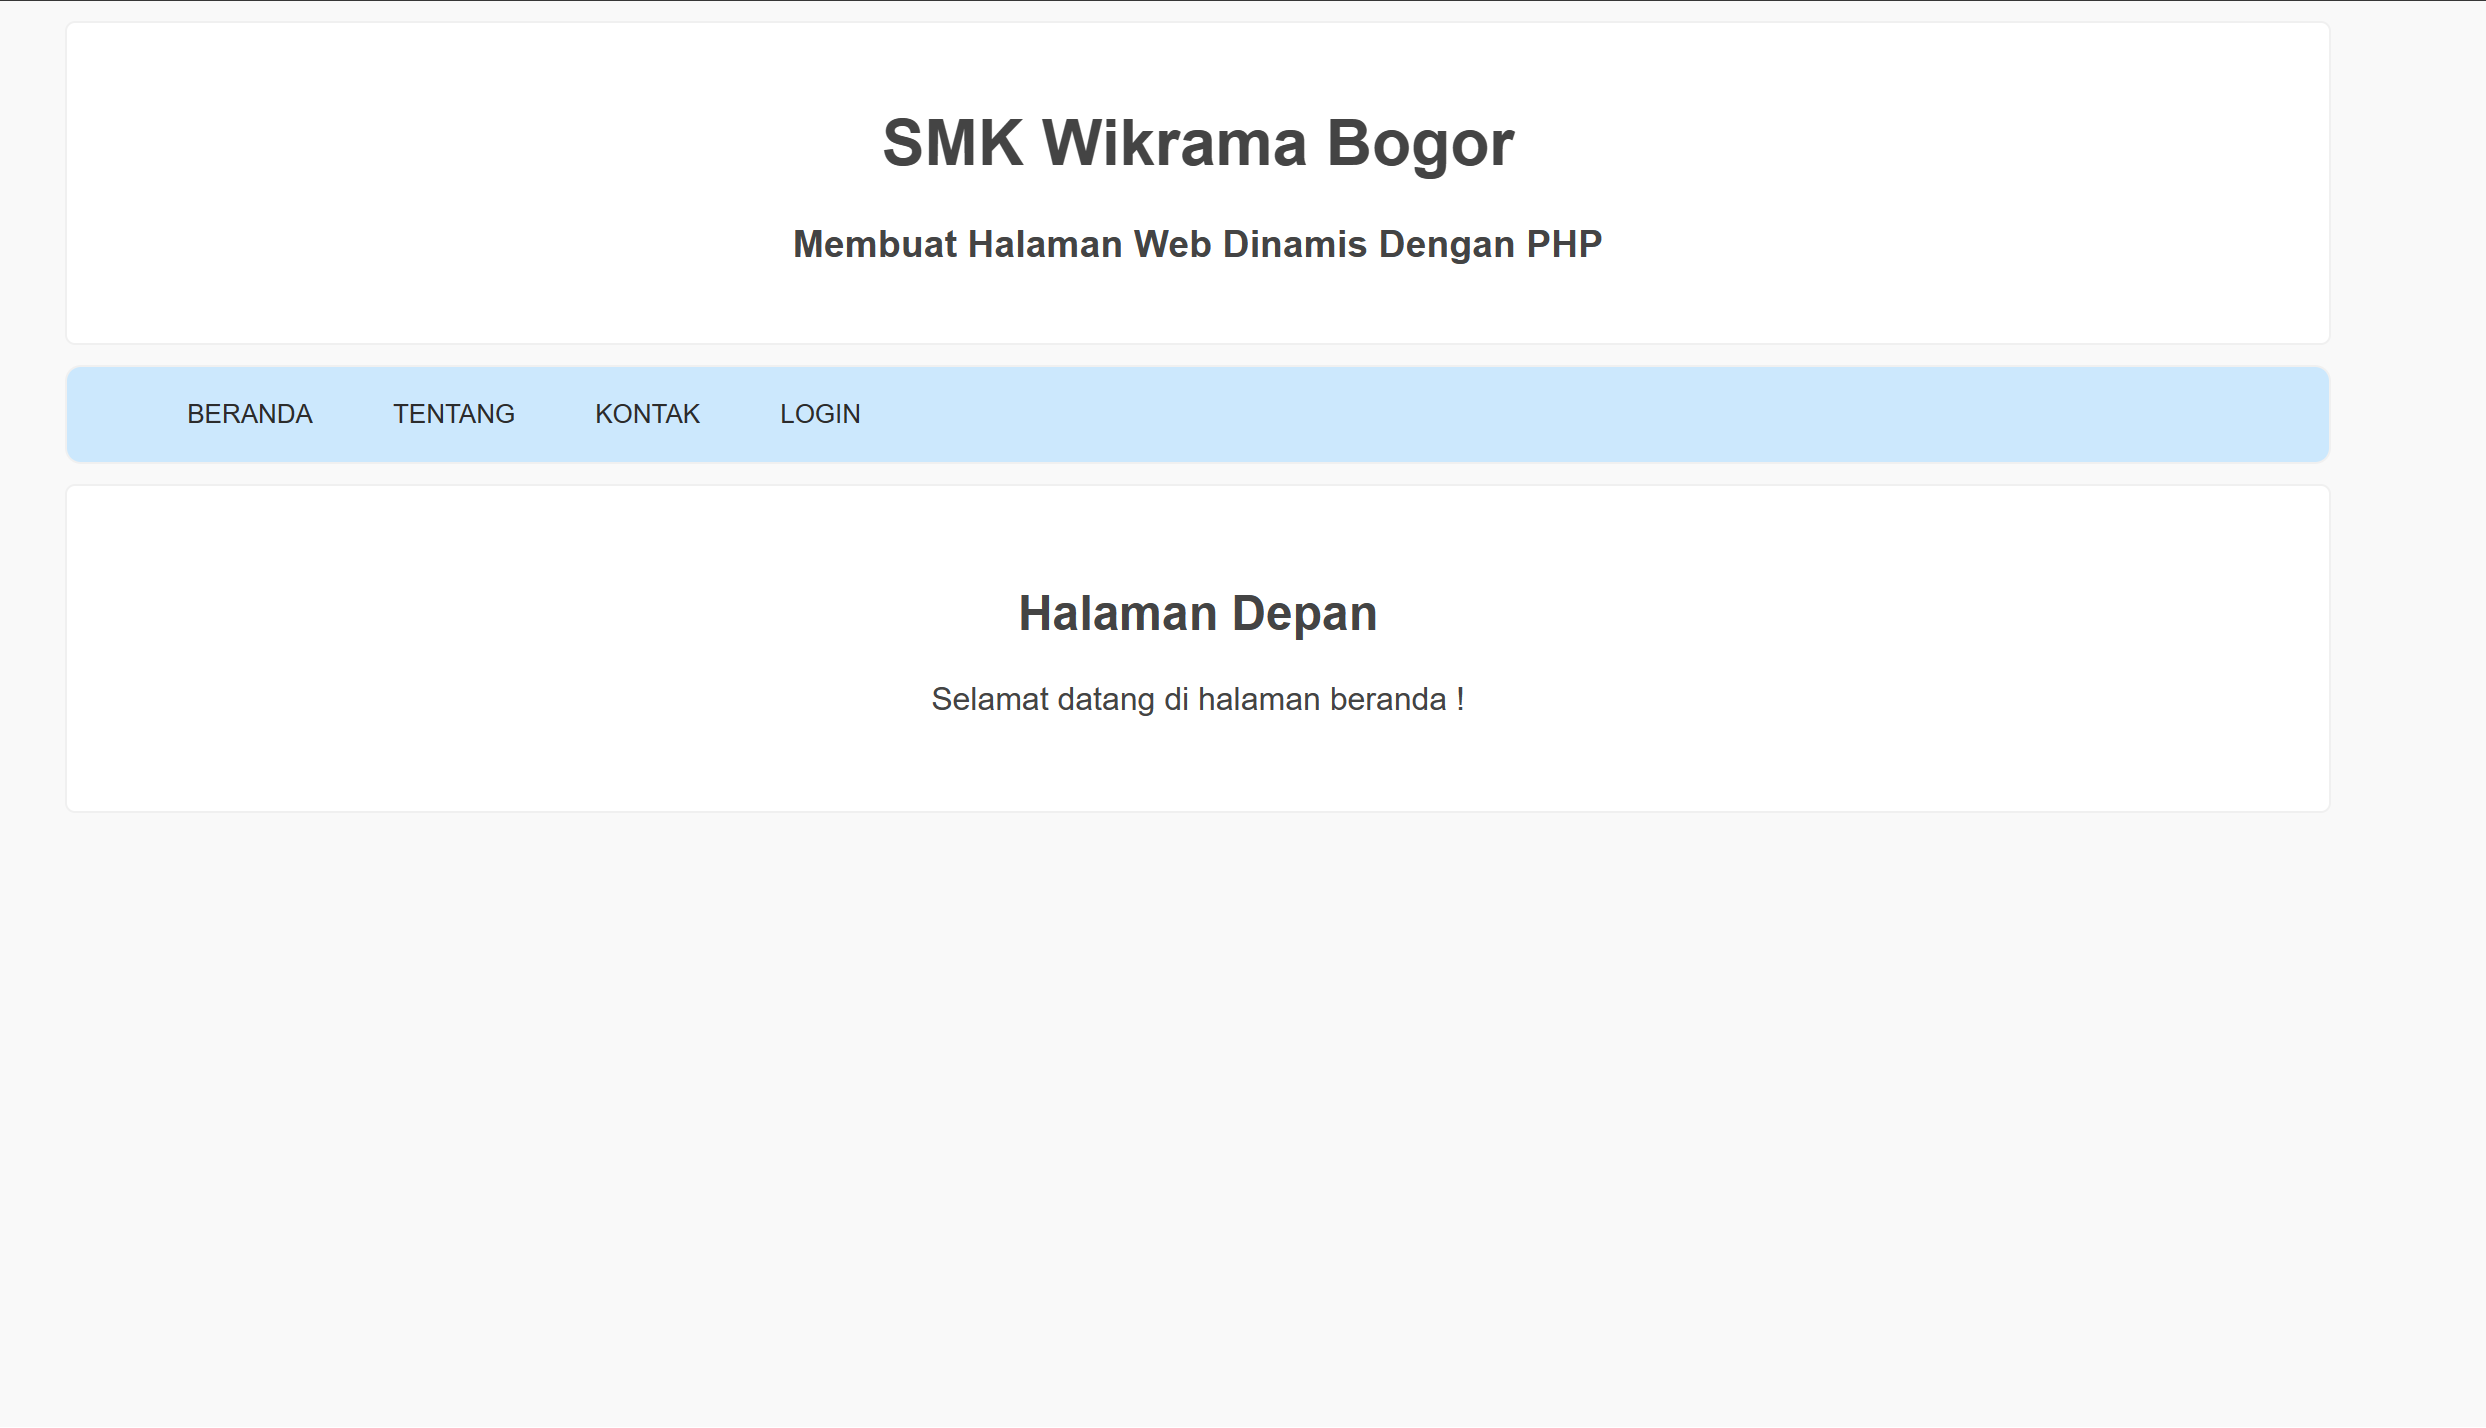 SMK Wikrama Bogor
Membuat Halaman Web Dinamis Dengan PHP
BERANDA TENTANG KONTAK LOGIN
Halaman Depan
Selamat datang di halaman beranda !